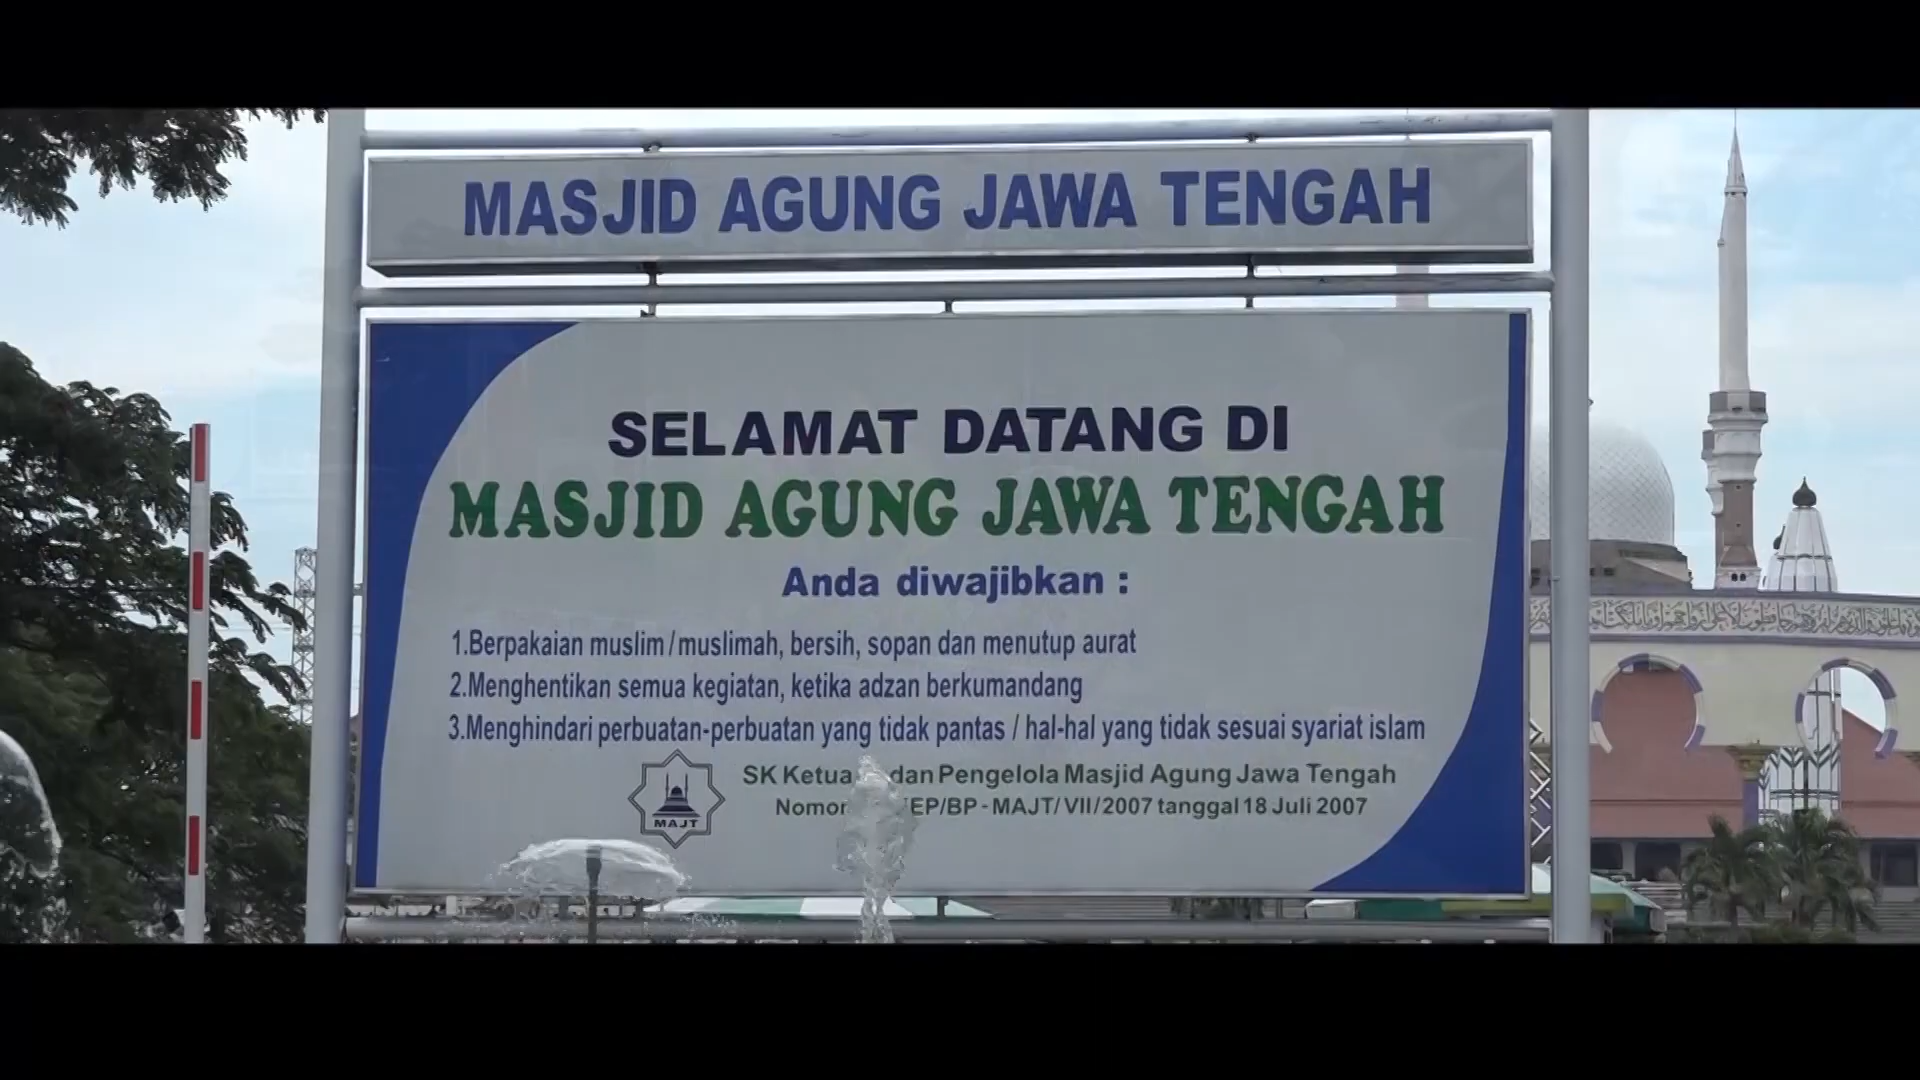 MASJID AGUNG JAWA TENGAH
SELAMAT DATANG DI
MASJID AGUNG JAWA TENGAH
Anda diwajibkan :
1.Berpakaian muslim/muslimah, bersih, sopan dan menutup aurat
2.Menghentikan semua kegiatan, ketika adzan berkumandang
3.Menghindari perbuatan-perbuatan yang tidak pantas / hal-hal yang tidak sesuai syariat islam
SK Ketua Pengelola Masjid Agung Jawa Tengah
Nomor EP/BP - MAJT/VII/2007 tanggal 18 Juli 2007
MAJT